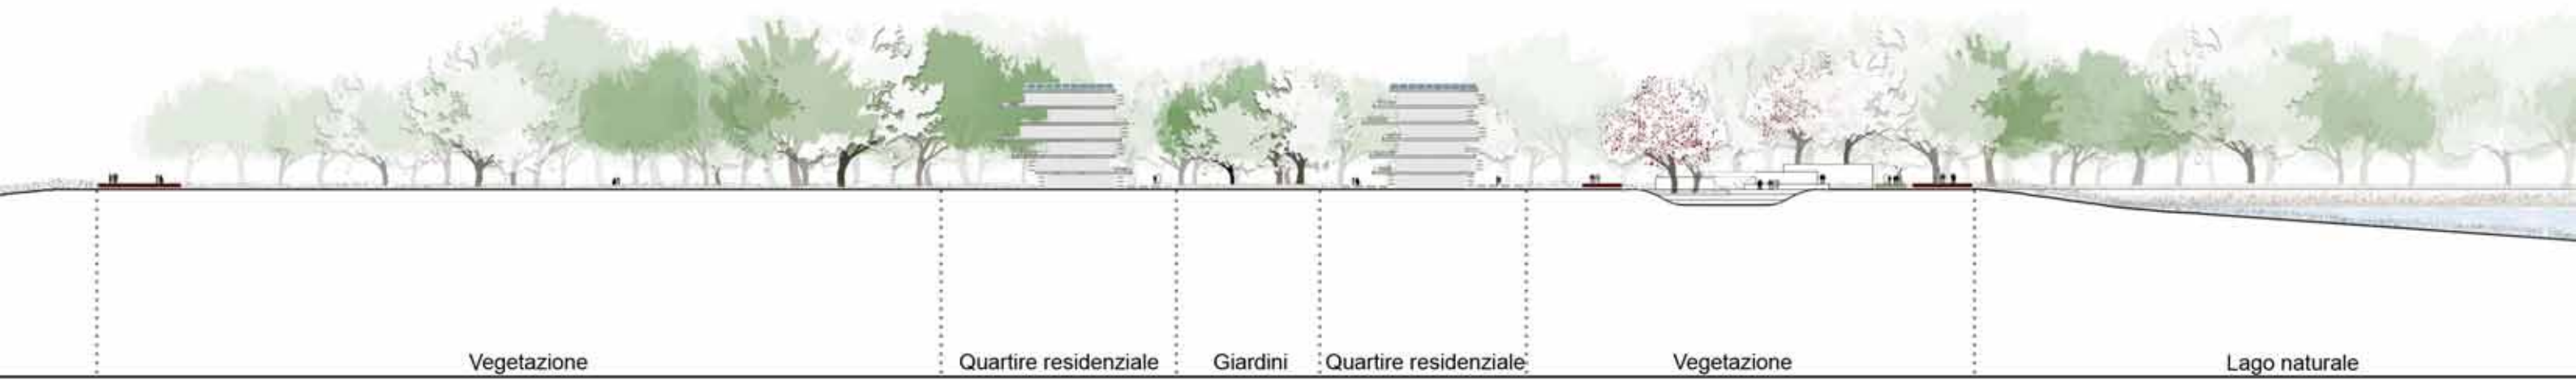 Vegetazione
Quartire residenziale
Giardini
Quartire residenziale
Vegetazione
Lago naturale